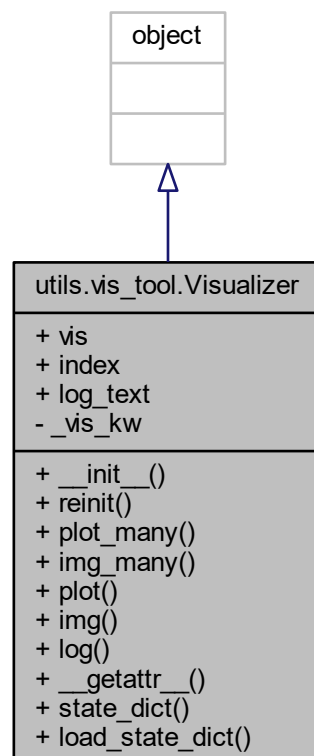 object
utils.vis_tool.Visualizer
+ vis
+ index
+ log_text
- _vis_kw
+ __init__()
+ reinit()
+ plot_many()
+ img_many()
+ plot()
+ img()
+ log()
+ __getattr__()
+ state_dict()
+ load_state_dict()